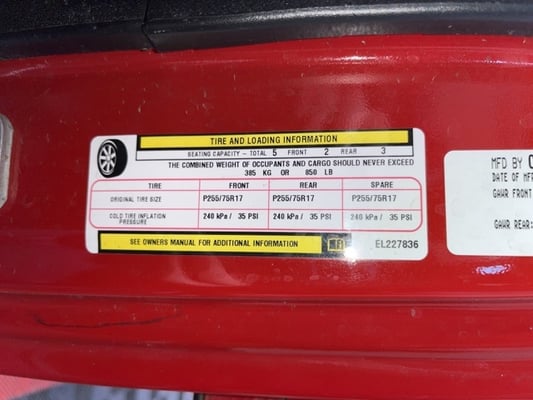 TIRE AND LOADING INFORMATION
SEATING CAPACITY - TOTAL 5 FRONT 2 REAR 3
THE COMBINED WEIGHT OF OCCUPANTS AND CARGO SHOULD NEVER EXCEED
385 KG OR 850 LB
TIRE FRONT REAR SPARE
ORIGINAL TIRE SIZE P255/75R17 P255/75R17 P255/75R17
COLD TIRE INFLATION PRESSURE 240 kPa / 35 PSI 240 kPa / 35 PSI 240 kPa / 35 PSI
SEE OWNERS MANUAL FOR ADDITIONAL INFORMATION EL227836
MFD BY
DATE OF MFR
GAWR FRONT
GAWR REAR: